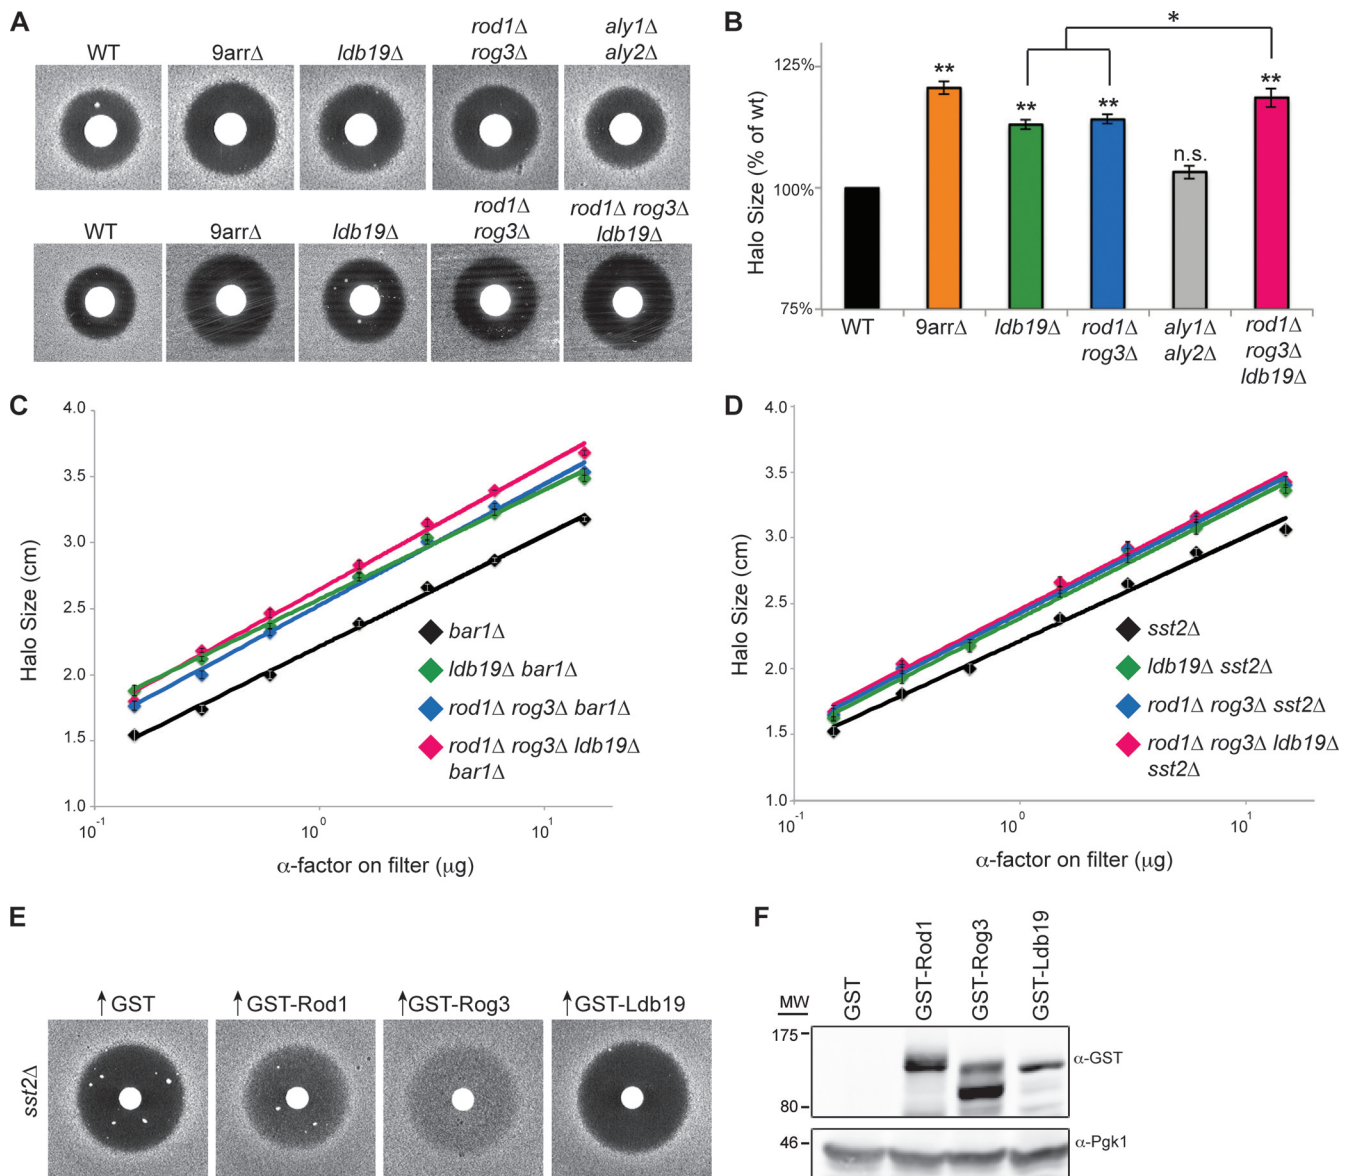 A
WT
9arrΔ
ldb19Δ
rod1Δ
rog3Δ
aly1Δ
aly2Δ
WT
9arrΔ
ldb19Δ
rod1Δ
rog3Δ
rod1Δ rog3Δ
ldb19Δ
B
Halo Size (% of wt)
125%
100%
75%
**
**
**
n.s.
*
**
WT
9arrΔ
ldb19Δ
rod1Δ
rog3Δ
aly1Δ
aly2Δ
rod1Δ
rog3Δ
ldb19Δ
C
Halo Size (cm)
4.0
3.5
3.0
2.5
2.0
1.5
1.0
10⁻¹
10⁰
10¹
α-factor on filter (μg)
bar1Δ
ldb19Δ bar1Δ
rod1Δ rog3Δ bar1Δ
rod1Δ rog3Δ ldb19Δ
bar1Δ
D
Halo Size (cm)
4.0
3.5
3.0
2.5
2.0
1.5
1.0
10⁻¹
10⁰
10¹
α-factor on filter (μg)
sst2Δ
ldb19Δ sst2Δ
rod1Δ rog3Δ sst2Δ
rod1Δ rog3Δ ldb19Δ
sst2Δ
E
↑GST
↑GST-Rod1
↑GST-Rog3
↑GST-Ldb19
sst2Δ
F
MW
GST
GST-Rod1
GST-Rog3
GST-Ldb19
175
80
46
α-GST
α-Pgk1